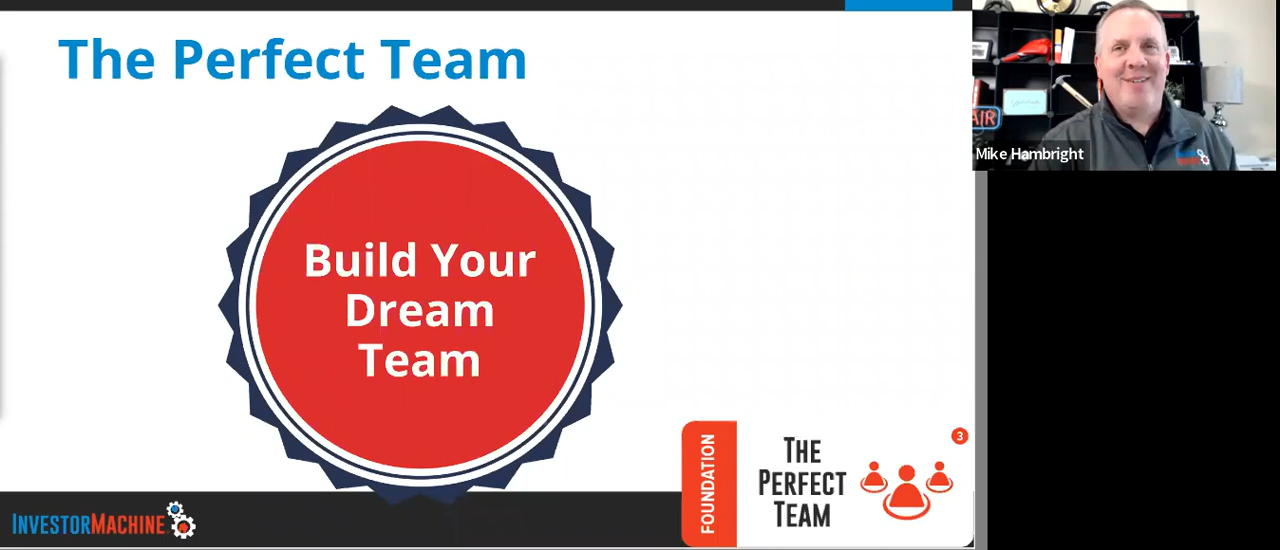 The Perfect Team
Build Your
Dream
Team
INVESTORMACHINE
FOUNDATION
THE
PERFECT
TEAM
3
AIR
Mike Hambright